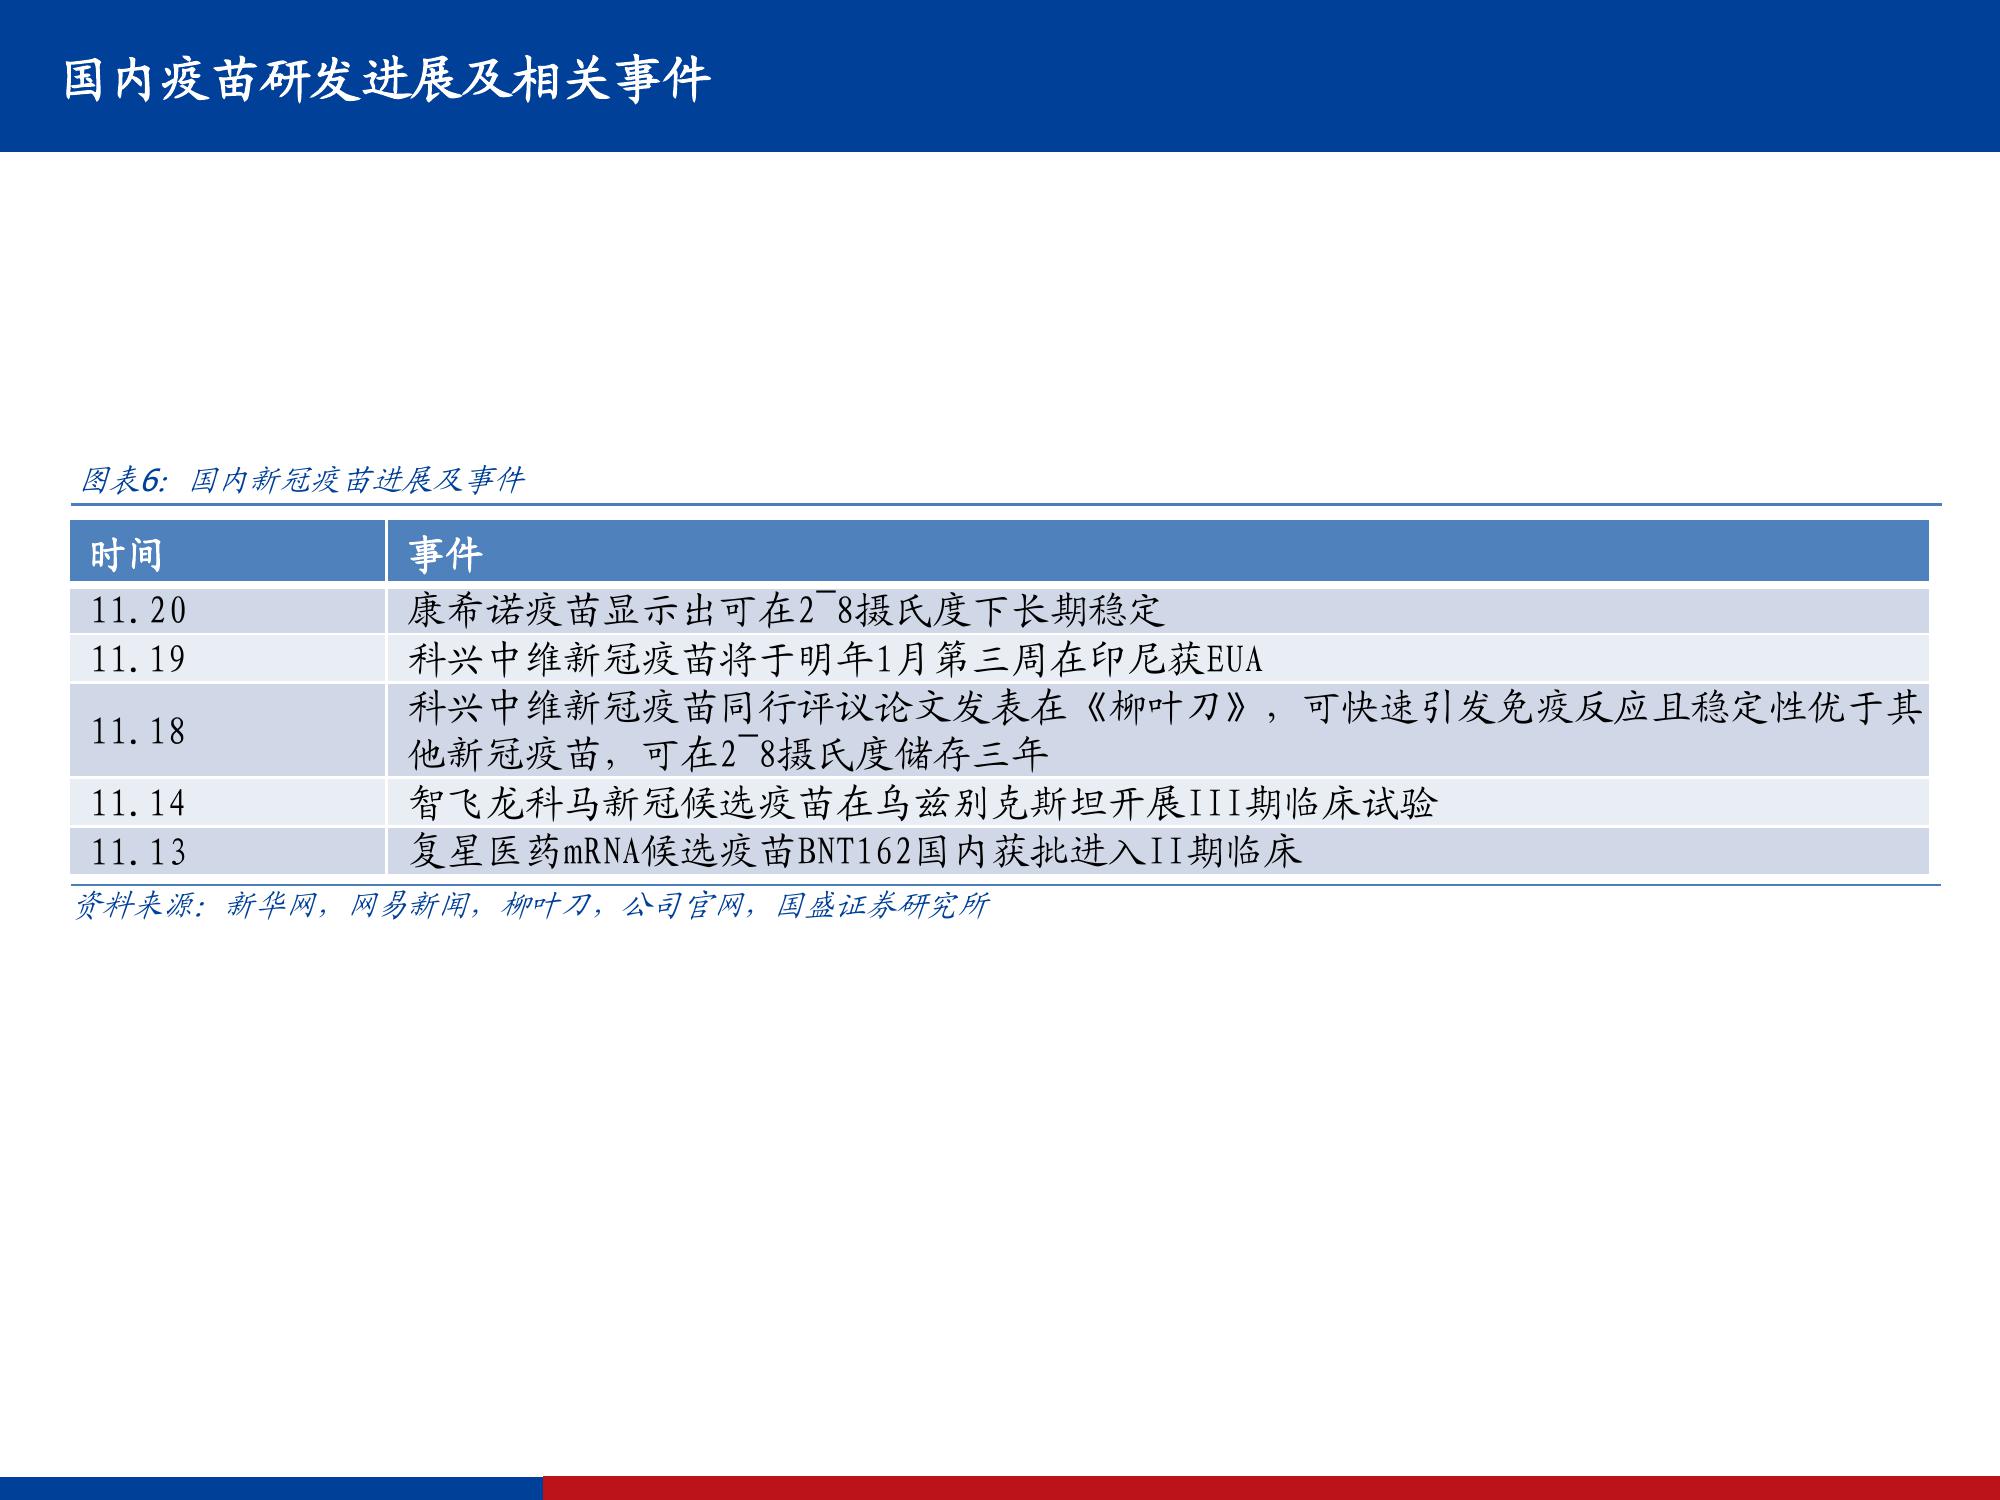 国内疫苗研发进展及相关事件
图表6：国内新冠疫苗进展及事件
时间 事件
11.20 康希诺疫苗显示出可在2‾8摄氏度下长期稳定
11.19 科兴中维新冠疫苗将于明年1月第三周在印尼获EUA
11.18 科兴中维新冠疫苗同行评议论文发表在《柳叶刀》，可快速引发免疫反应且稳定性优于其
他新冠疫苗，可在2‾8摄氏度储存三年
11.14 智飞龙科马新冠候选疫苗在乌兹别克斯坦开展III期临床试验
11.13 复星医药mRNA候选疫苗BNT162国内获批进入II期临床
资料来源：新华网，网易新闻，柳叶刀，公司官网，国盛证券研究所